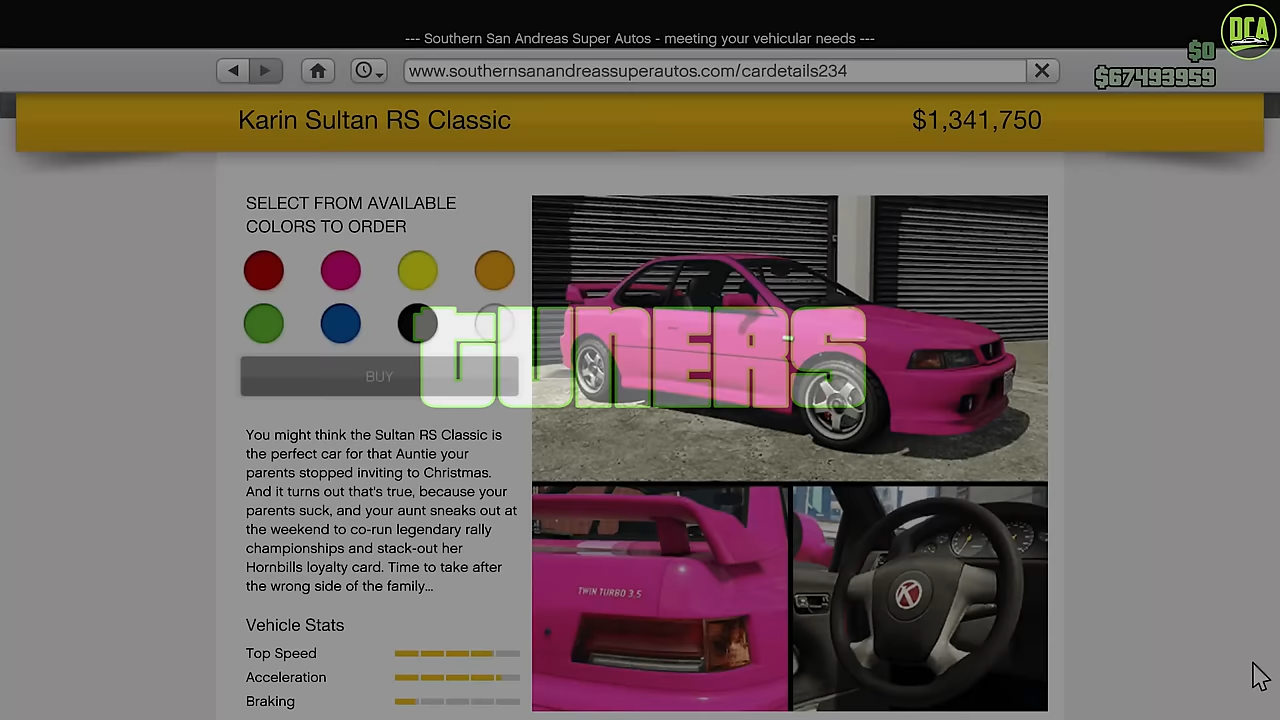 --- Southern San Andreas Super Autos - meeting your vehicular needs ---
DCA
$0
www.southernsanandreassuperautos.com/cardetails234
$67493959
Karin Sultan RS Classic
$1,341,750
SELECT FROM AVAILABLE
COLORS TO ORDER
BUY
TUNERS
You might think the Sultan RS Classic is
the perfect car for that Auntie your
parents stopped inviting to Christmas.
And it turns out that's true, because your
parents suck, and your aunt sneaks out at
the weekend to co-run legendary rally
championships and stack-out her
Hornbills loyalty card. Time to take after
the wrong side of the family...
TWIN TURBO 3.5
K
Vehicle Stats
Top Speed
Acceleration
Braking